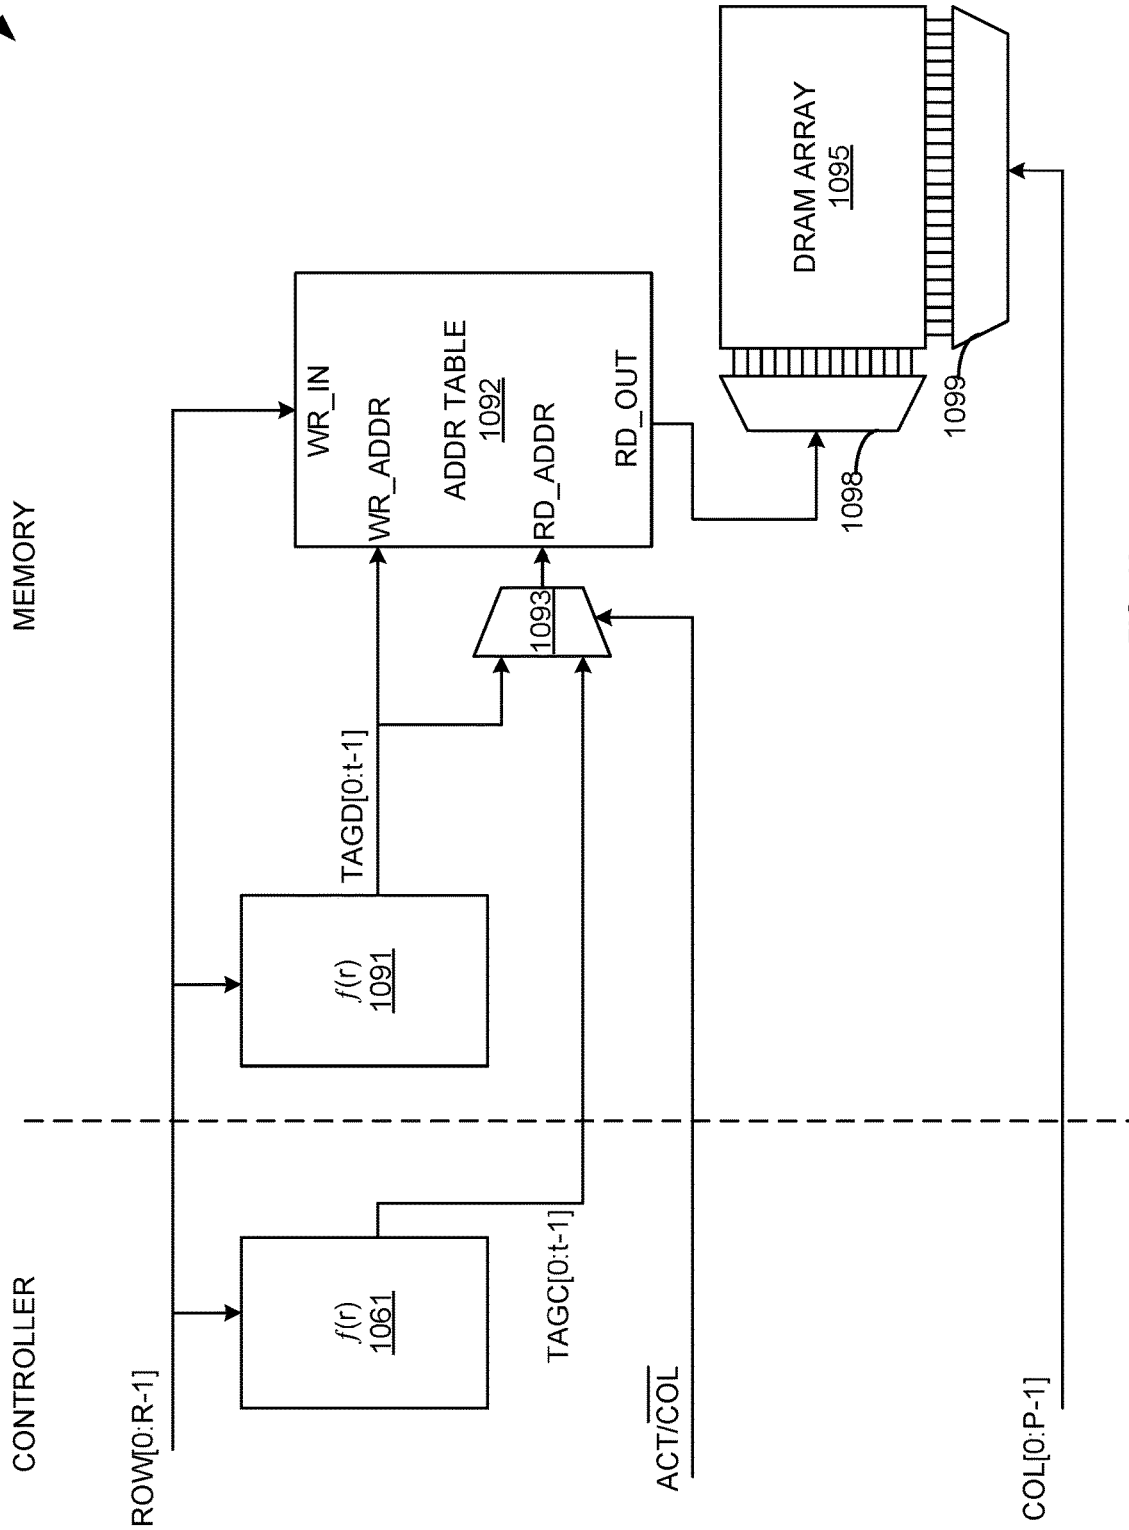 CONTROLLER
MEMORY
ROW[0:R-1]
f(r)
1061
f(r)
1091
TAGD[0:t-1]
TAGC[0:t-1]
WR_IN
WR_ADDR
ADDR TABLE
1092
RD_ADDR
RD_OUT
1093
ACT/COL
DRAM ARRAY
1095
1098
1099
COL[0:P-1]